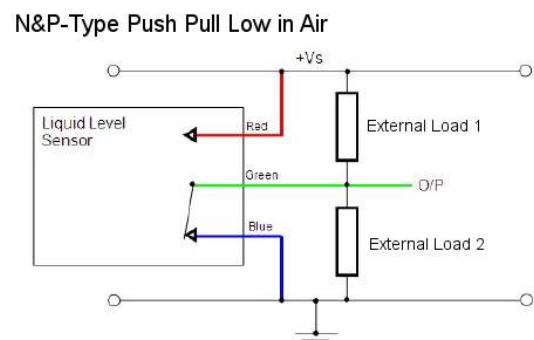 N&P-Type Push Pull Low in Air
+Vs
Liquid Level
Sensor
Red
External Load 1
Green
O/P
Blue
External Load 2